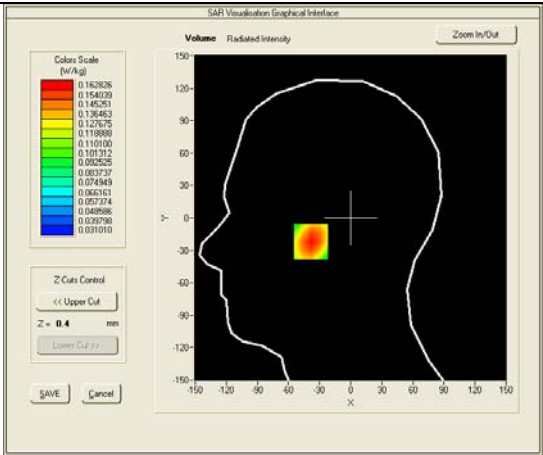 SAR Visualisation Graphical Interface
Volume Radiated Intensity
Zoom In/Out
Colors Scale
(W/kg)
0.162826
0.154039
0.145251
0.136463
0.127675
0.118888
0.110100
0.101312
0.092525
0.083737
0.074949
0.066161
0.057374
0.048586
0.039798
0.031010
Z-Cuts Control
<< Upper Cut
Z = 0.4 mm
Lower Cut >>
SAVE Cancel
150
120
90
60
30
0
-30
-60
-90
-120
-150
Y
-150 -120 -90 -60 -30 0 30 60 90 120 150
X